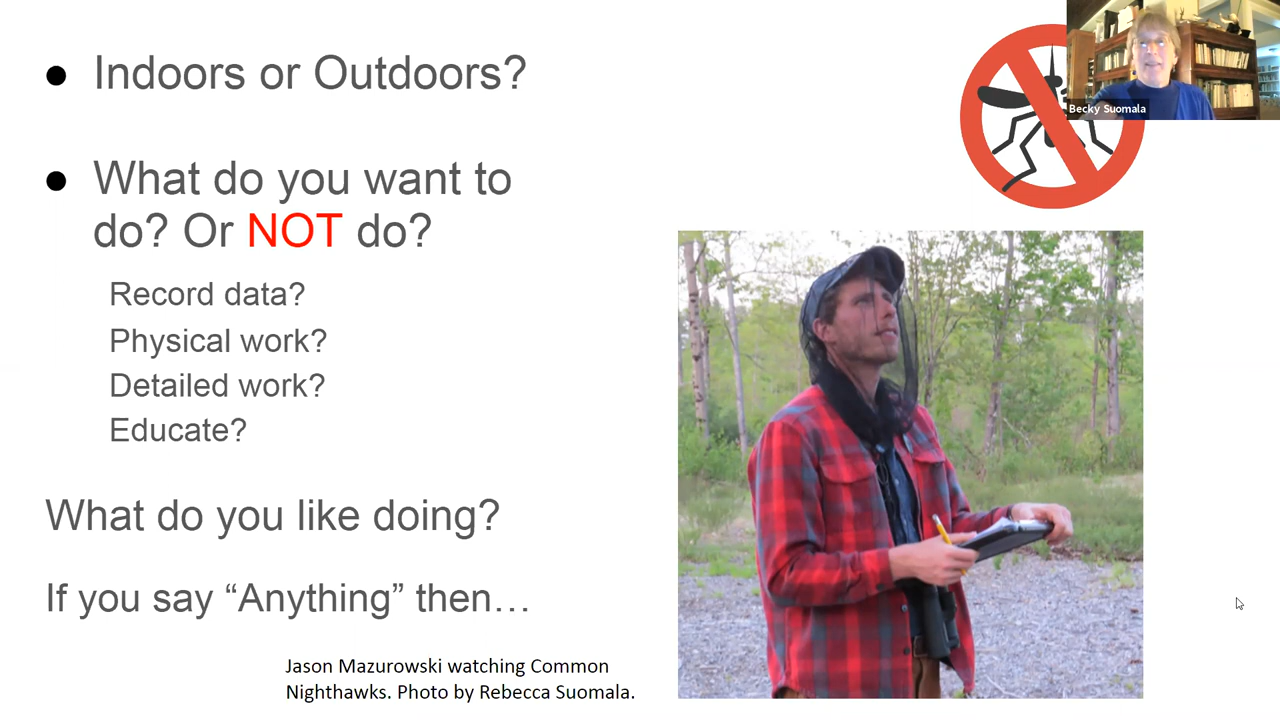 ● Indoors or Outdoors?
● What do you want to
do? Or NOT do?
Record data?
Physical work?
Detailed work?
Educate?
What do you like doing?
If you say “Anything” then…
Jason Mazurowski watching Common
Nighthawks. Photo by Rebecca Suomala.
Becky Suomala